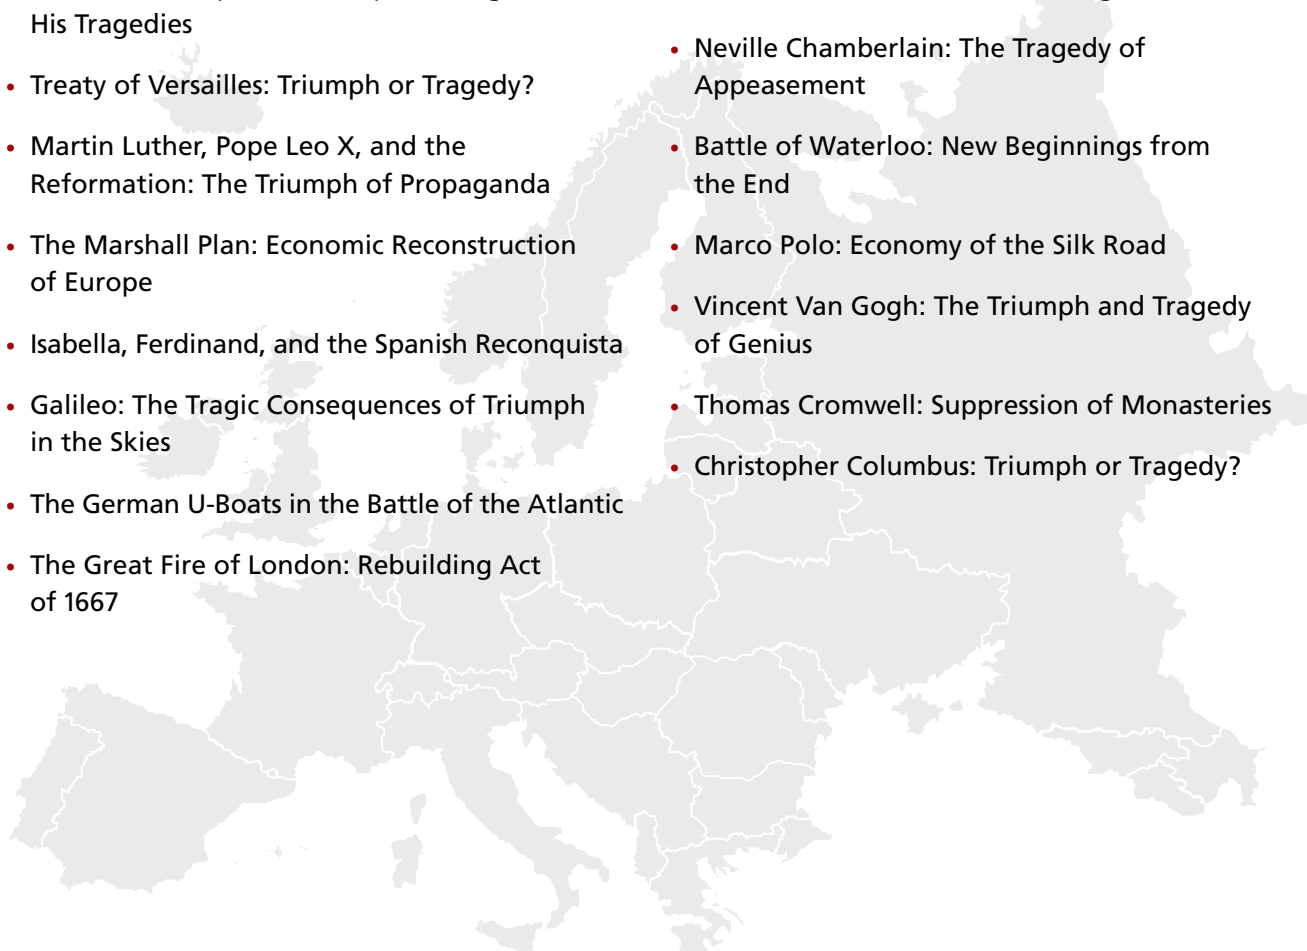 His Tragedies
• Treaty of Versailles: Triumph or Tragedy?
• Martin Luther, Pope Leo X, and the
Reformation: The Triumph of Propaganda
• The Marshall Plan: Economic Reconstruction
of Europe
• Isabella, Ferdinand, and the Spanish Reconquista
• Galileo: The Tragic Consequences of Triumph
in the Skies
• The German U-Boats in the Battle of the Atlantic
• The Great Fire of London: Rebuilding Act
of 1667
• Neville Chamberlain: The Tragedy of
Appeasement
• Battle of Waterloo: New Beginnings from
the End
• Marco Polo: Economy of the Silk Road
• Vincent Van Gogh: The Triumph and Tragedy
of Genius
• Thomas Cromwell: Suppression of Monasteries
• Christopher Columbus: Triumph or Tragedy?